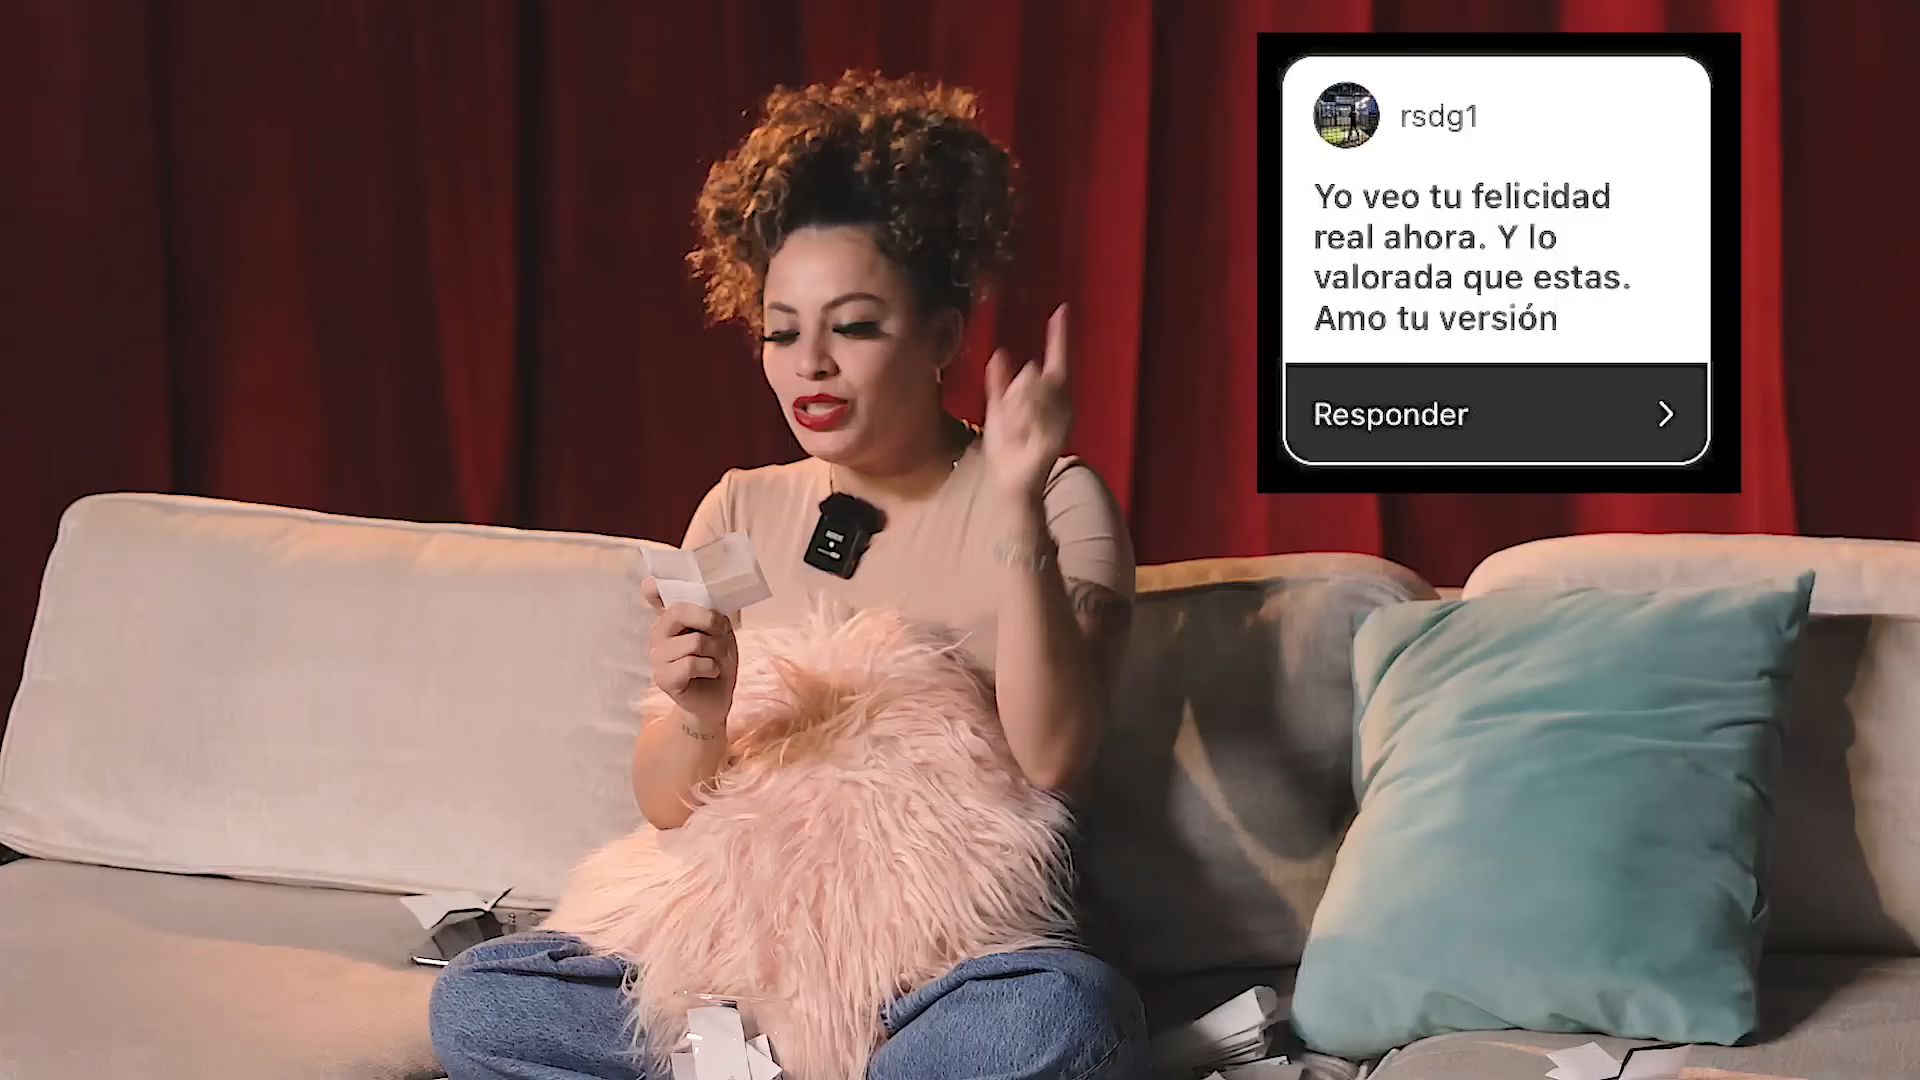 rsdg1
Yo veo tu felicidad
real ahora. Y lo
valorada que estas.
Amo tu versión
Responder